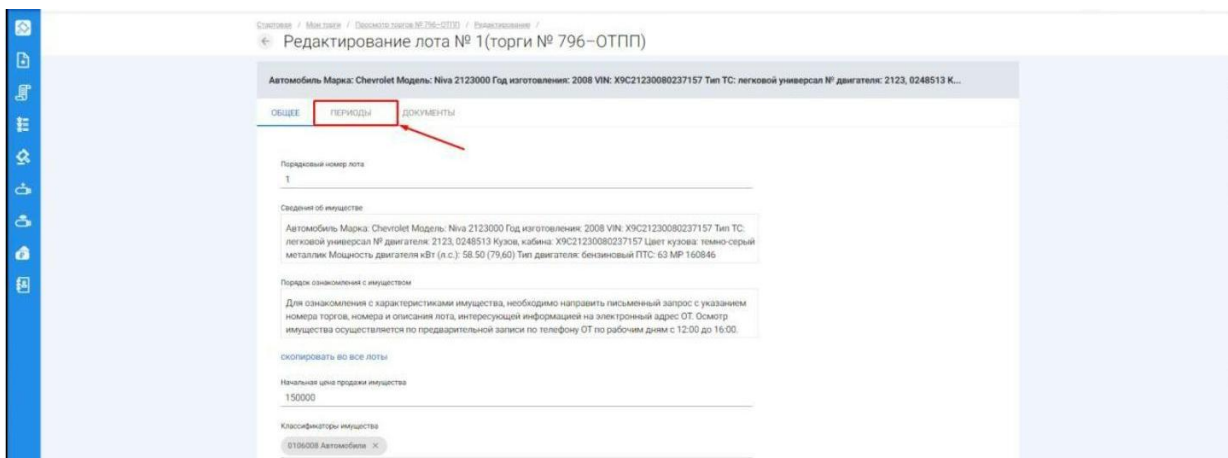 Стартовая / Мои торги / Просмотр торгов № 796-ОТПП / Редактирование /
← Редактирование лота № 1(торги № 796-ОТПП)
Автомобиль Марка: Chevrolet Модель: Niva 2123000 Год изготовления: 2008 VIN: X9C21230080237157 Тип ТС: легковой универсал № двигателя: 2123, 0248513 К...
ОБЩЕЕ ПЕРИОДЫ ДОКУМЕНТЫ
Порядковый номер лота
1
Сведения об имуществе
Автомобиль Марка: Chevrolet Модель: Niva 2123000 Год изготовления: 2008 VIN: X9C21230080237157 Тип ТС:
легковой универсал № двигателя: 2123, 0248513 Кузов, кабина: X9C21230080237157 Цвет кузова: темно-серый
металлик Мощность двигателя кВт (л.с.): 58.50 (79,60) Тип двигателя: бензиновый ПТС: 63 МР 160846
Порядок ознакомления с имуществом
Для ознакомления с характеристиками имущества, необходимо направить письменный запрос с указанием
номера торгов, номера и описания лота, интересующей информацией на электронный адрес ОТ. Осмотр
имущества осуществляется по предварительной записи по телефону ОТ по рабочим дням с 12:00 до 16:00.
СКОПИРОВАТЬ ВО ВСЕ ЛОТЫ
Начальная цена продажи имущества
150000
Классификаторы имущества
0106008 Автомобили ×